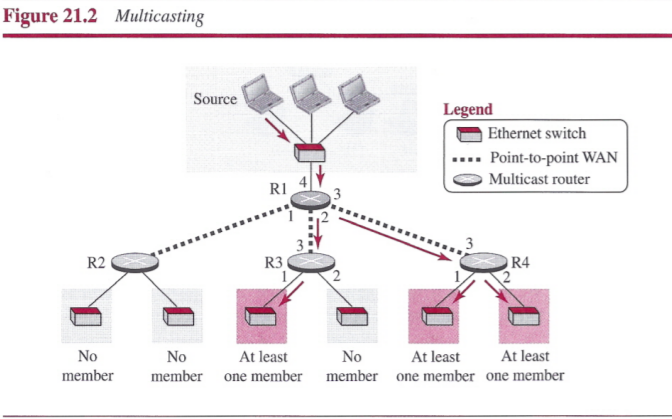 Figure 21.2 Multicasting
Source
Legend
Ethernet switch
Point-to-point WAN
Multicast router
4
R1
3
1
2
R2
3
R3
1
2
3
R4
1
2
No
member
No
member
At least
one member
No
member
At least
one member
At least
one member